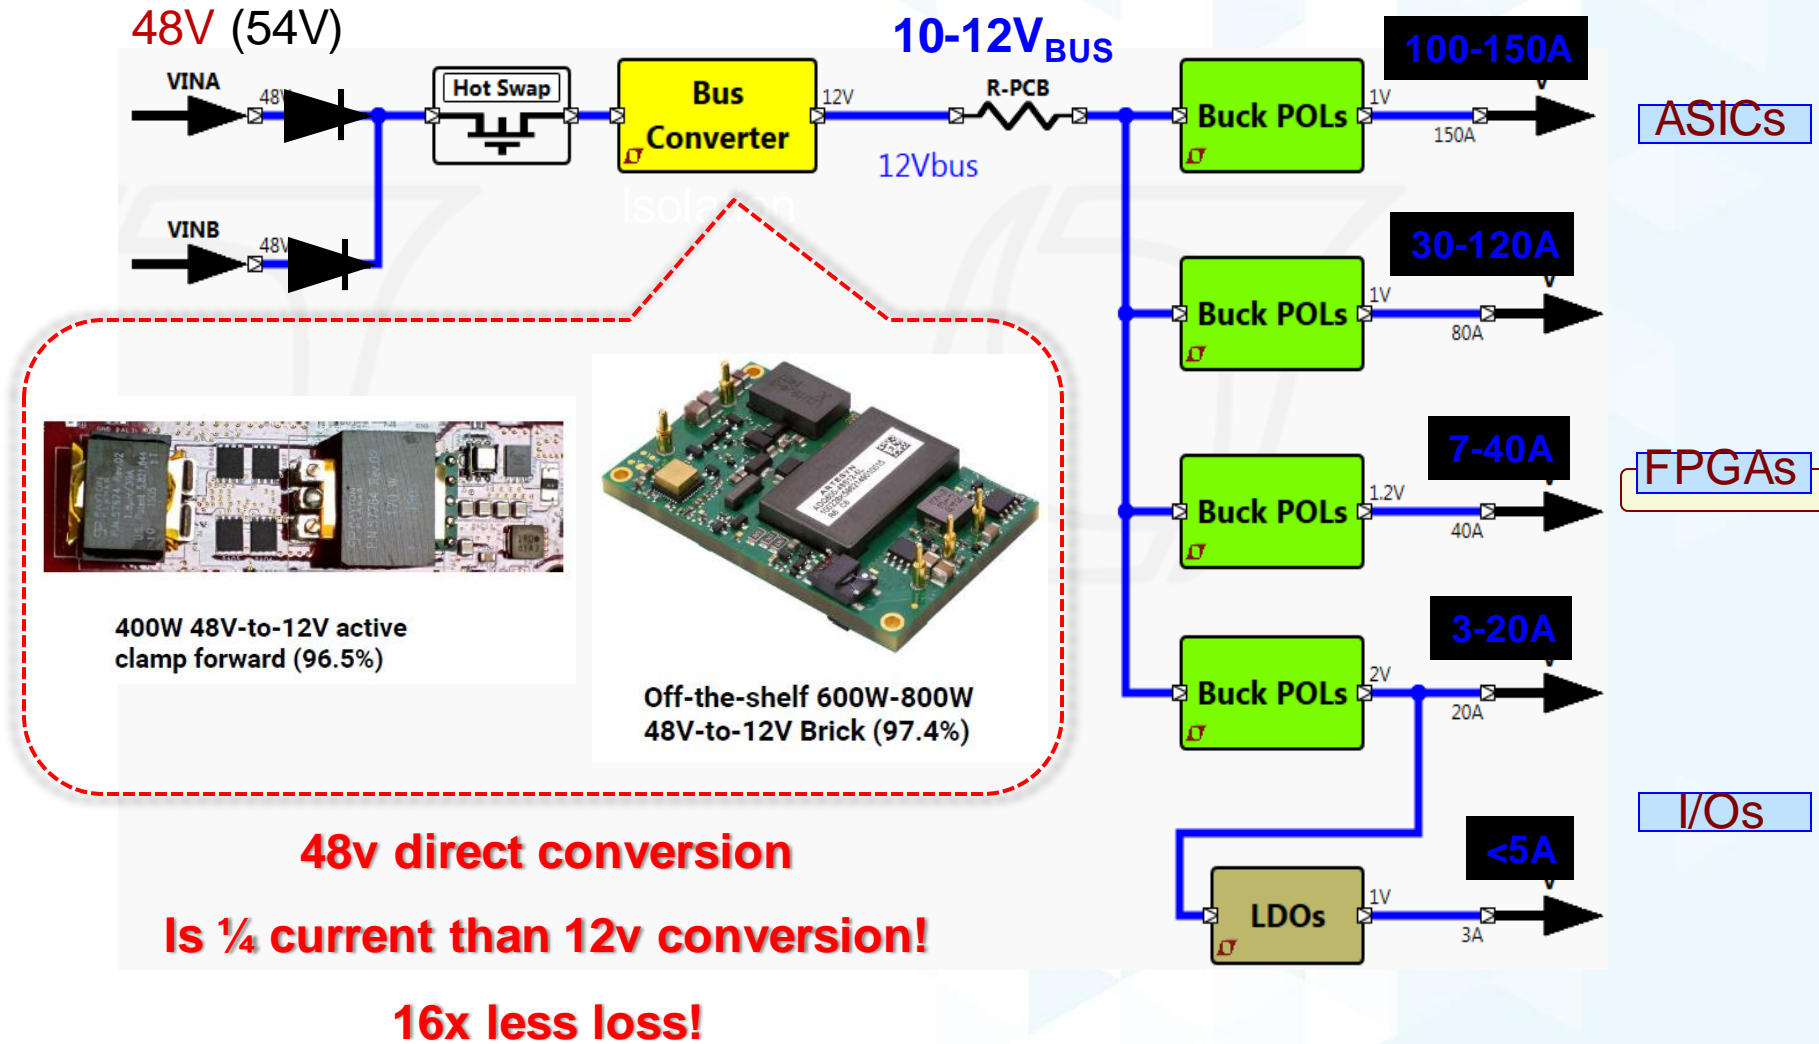 48V (54V)
10-12VBUS
100-150A
VINA
48V
Hot Swap
Bus
Converter
12V
R-PCB
12Vbus
Buck POLs
1V
150A
V
ASICs
Isolation
VINB
48V
30-120A
Buck POLs
1V
80A
V
7-40A
Buck POLs
1.2V
40A
FPGAs
3-20A
Buck POLs
2V
20A
V
ARTESYN
400W 48V-to-12V active
clamp forward (96.5%)
Off-the-shelf 600W-800W
48V-to-12V Brick (97.4%)
I/Os
<5A
LDOs
1V
3A
V
48v direct conversion
Is ¼ current than 12v conversion!
16x less loss!